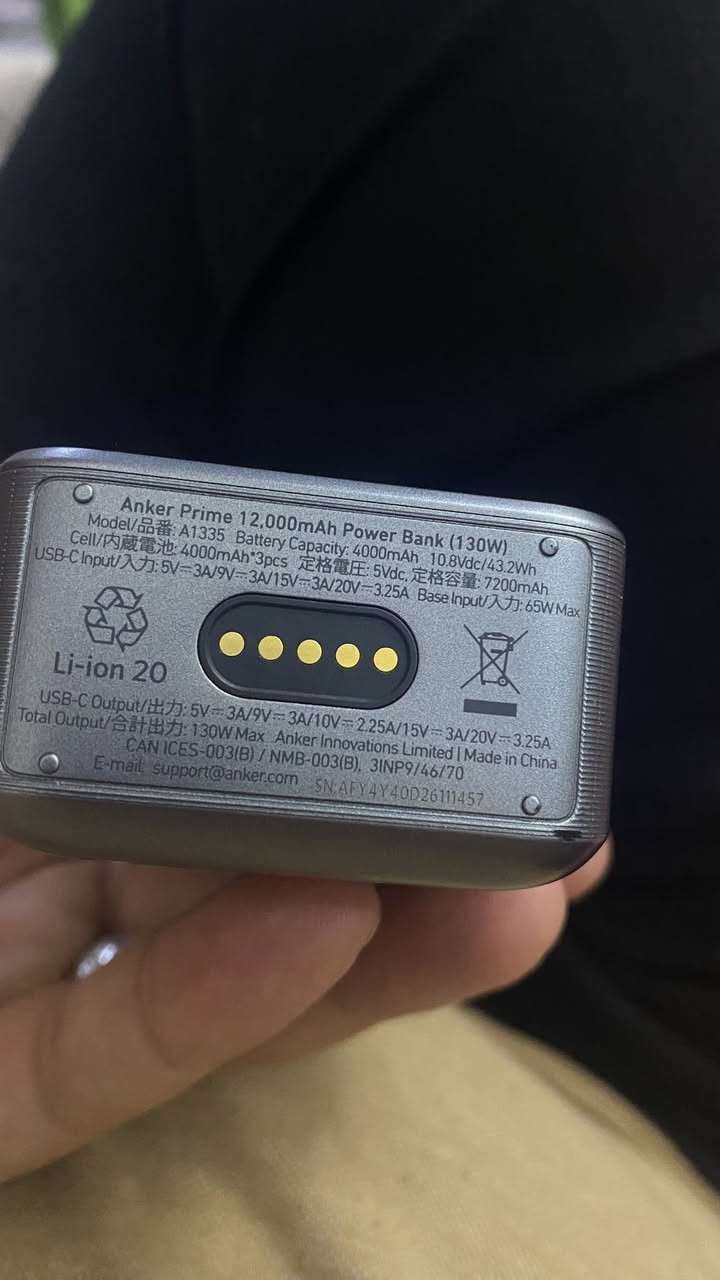 Anker Prime 12,000mAh Power Bank (130W)
Model/品番: A1335 Battery Capacity: 4000mAh 10.8Vdc/43.2Wh
Cell/内蔵電池: 4000mAh*3pcs 定格電圧: 5Vdc, 定格容量: 7200mAh
USB-C Input/入力: 5V⎓3A/9V⎓3A/15V⎓3A/20V⎓3.25A Base Input/入力: 65W Max
Li-ion 20
USB-C Output/出力: 5V⎓3A/9V⎓3A/10V⎓2.25A/15V⎓3A/20V⎓3.25A
Total Output/合計出力: 130W Max Anker Innovations Limited | Made in China
CAN ICES-003(B) / NMB-003(B), 3INP9/46/70
E-mail: support@anker.com SN:AFY4Y40D26111457